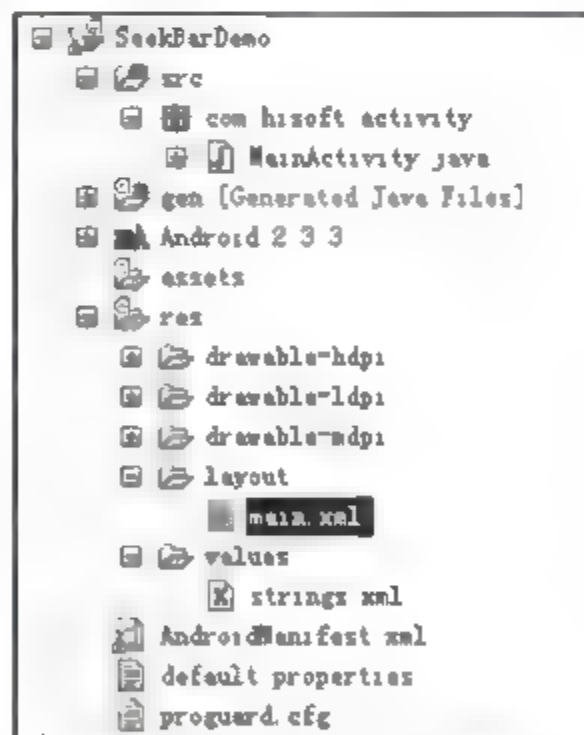 SeekBarDemo
src
com hisoft activity
MainActivity java
gen [Generated Java Files]
Android 2 3 3
assets
res
drawable-hdpi
drawable-ldpi
drawable-mdpi
layout
main.xml
values
strings xml
AndroidManifest xml
default properties
proguard.cfg